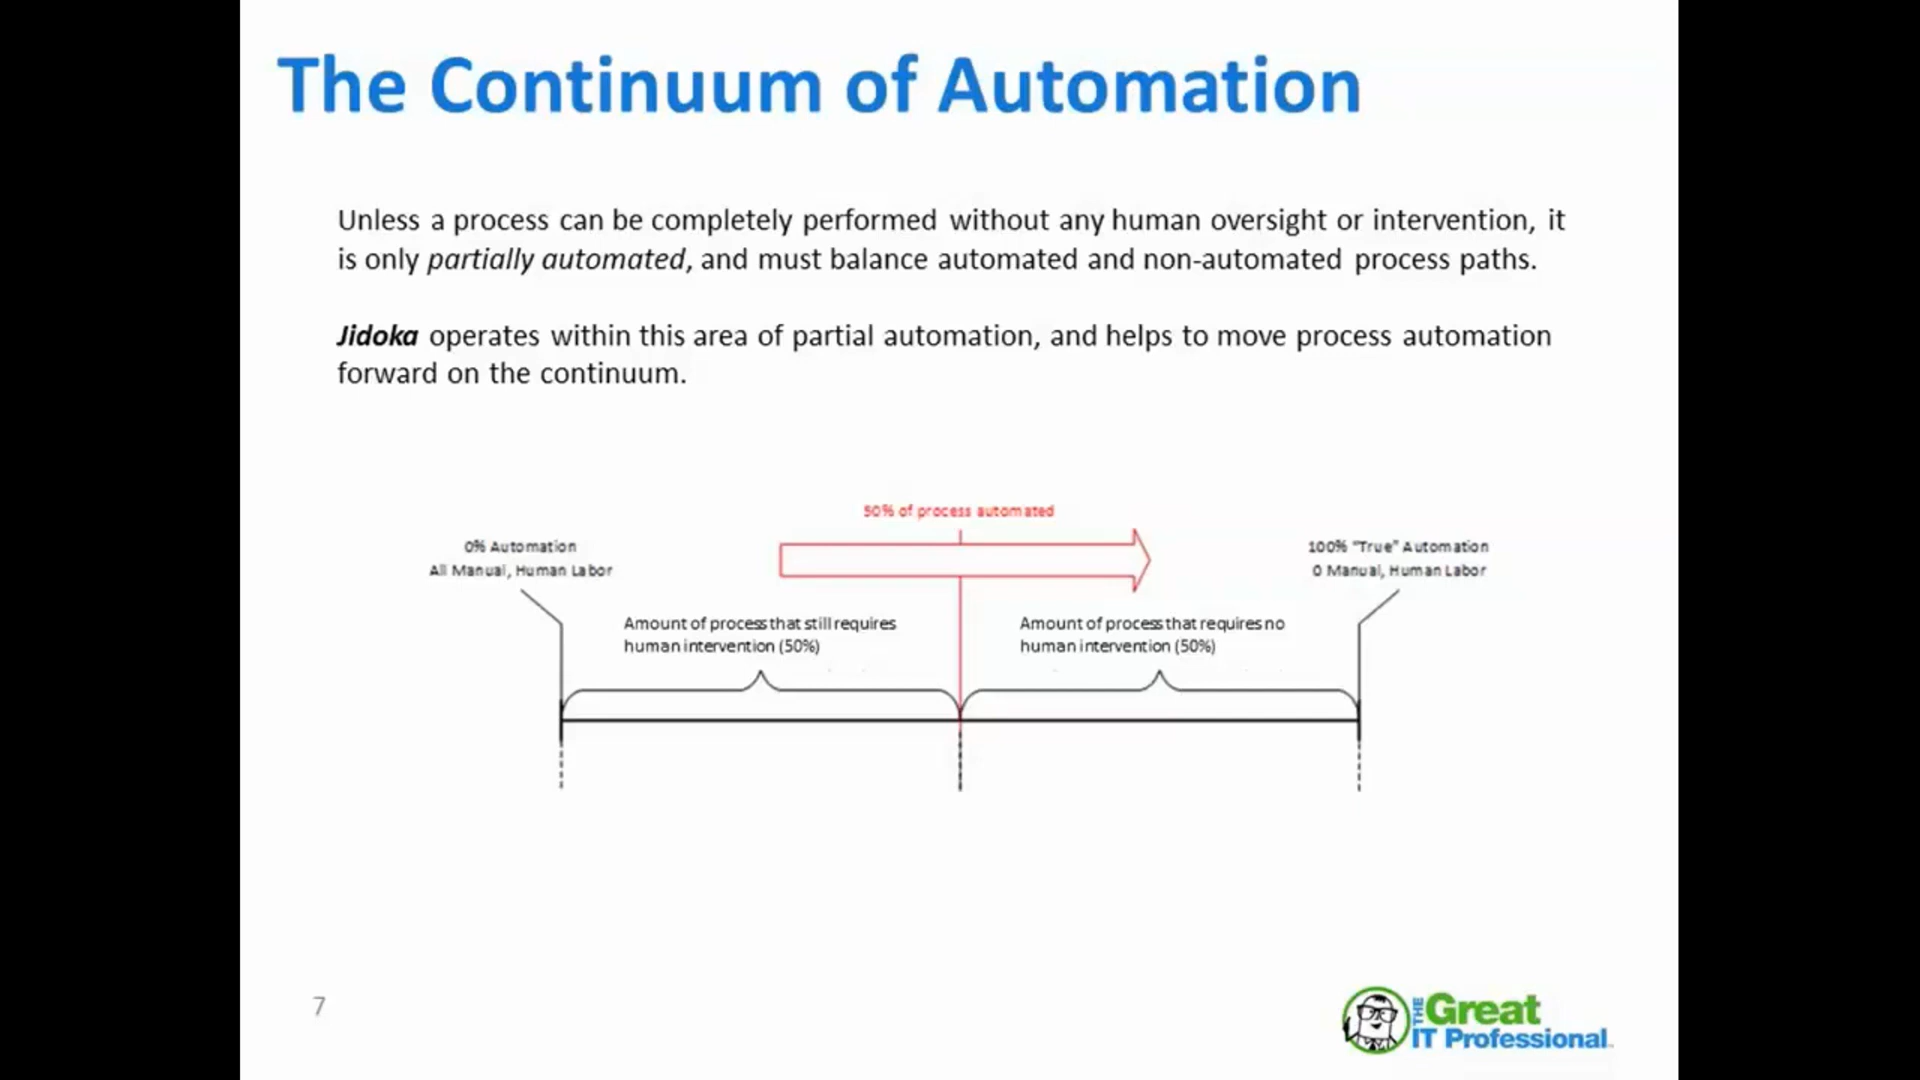 The Continuum of Automation
Unless a process can be completely performed without any human oversight or intervention, it
is only partially automated, and must balance automated and non-automated process paths.
Jidoka operates within this area of partial automation, and helps to move process automation
forward on the continuum.
50% of process automated
0% Automation
All Manual, Human Labor
100% "True" Automation
0 Manual, Human Labor
Amount of process that still requires
human intervention (50%)
Amount of process that requires no
human intervention (50%)
7
THE Great
IT Professional